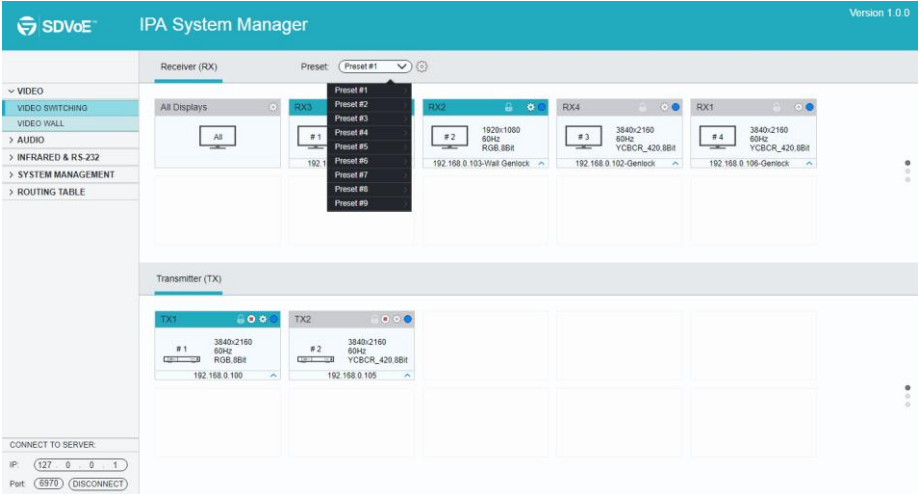 SDVoE™
IPA System Manager
Version 1.0.0
Receiver (RX)
Preset:
Preset #1
VIDEO
VIDEO SWITCHING
VIDEO WALL
AUDIO
INFRARED & RS-232
SYSTEM MANAGEMENT
ROUTING TABLE
Preset #1
Preset #2
Preset #3
Preset #4
Preset #5
Preset #6
Preset #7
Preset #8
Preset #9
All Displays
All
RX3
# 1
192.1
RX2
# 2
1920x1080
60Hz
RGB,8Bit
192.168.0.103-Wall Genlock
RX4
# 3
3840x2160
60Hz
YCBCR_420,8Bit
192.168.0.102-Genlock
RX1
# 4
3840x2160
60Hz
YCBCR_420,8Bit
192.168.0.106-Genlock
Transmitter (TX)
TX1
# 1
3840x2160
60Hz
RGB,8Bit
192.168.0.100
TX2
# 2
3840x2160
60Hz
YCBCR_420,8Bit
192.168.0.105
CONNECT TO SERVER:
IP: 127 . 0 . 0 . 1
Port: 6970 DISCONNECT